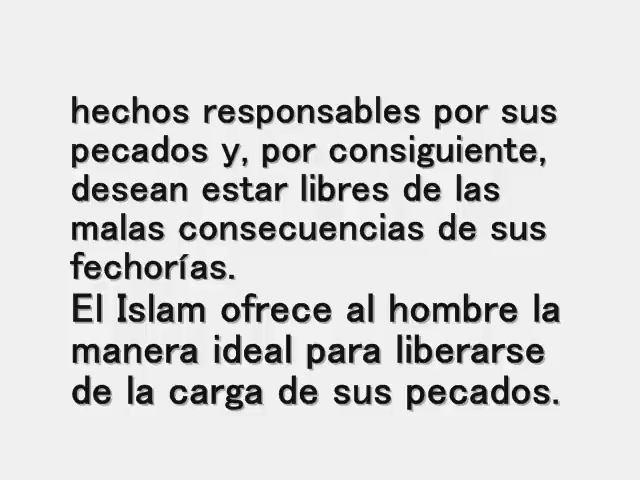 hechos responsables por sus
pecados y, por consiguiente,
desean estar libres de las
malas consecuencias de sus
fechorías.
El Islam ofrece al hombre la
manera ideal para liberarse
de la carga de sus pecados.